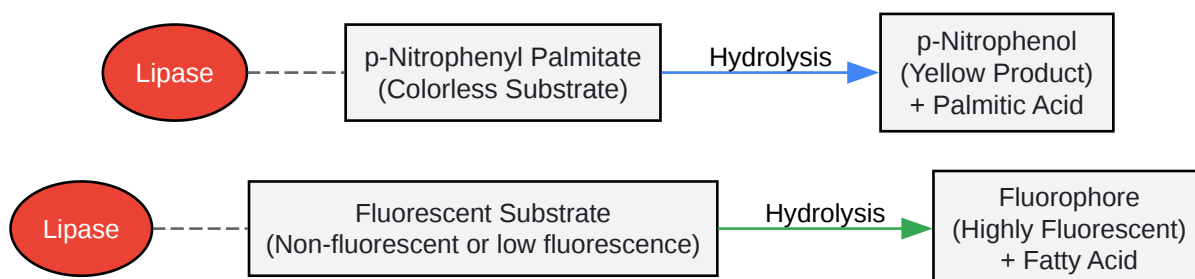 Lipase
p-Nitrophenyl Palmitate
(Colorless Substrate)
Hydrolysis
p-Nitrophenol
(Yellow Product)
+ Palmitic Acid
Lipase
Fluorescent Substrate
(Non-fluorescent or low fluorescence)
Hydrolysis
Fluorophore
(Highly Fluorescent)
+ Fatty Acid